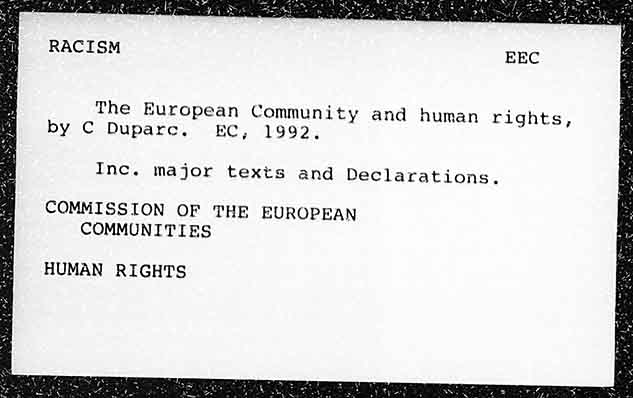 RACISM
EEC
The European Community and human rights,
by C Duparc. EC, 1992.
Inc. major texts and Declarations.
COMMISSION OF THE EUROPEAN
COMMUNITIES
HUMAN RIGHTS